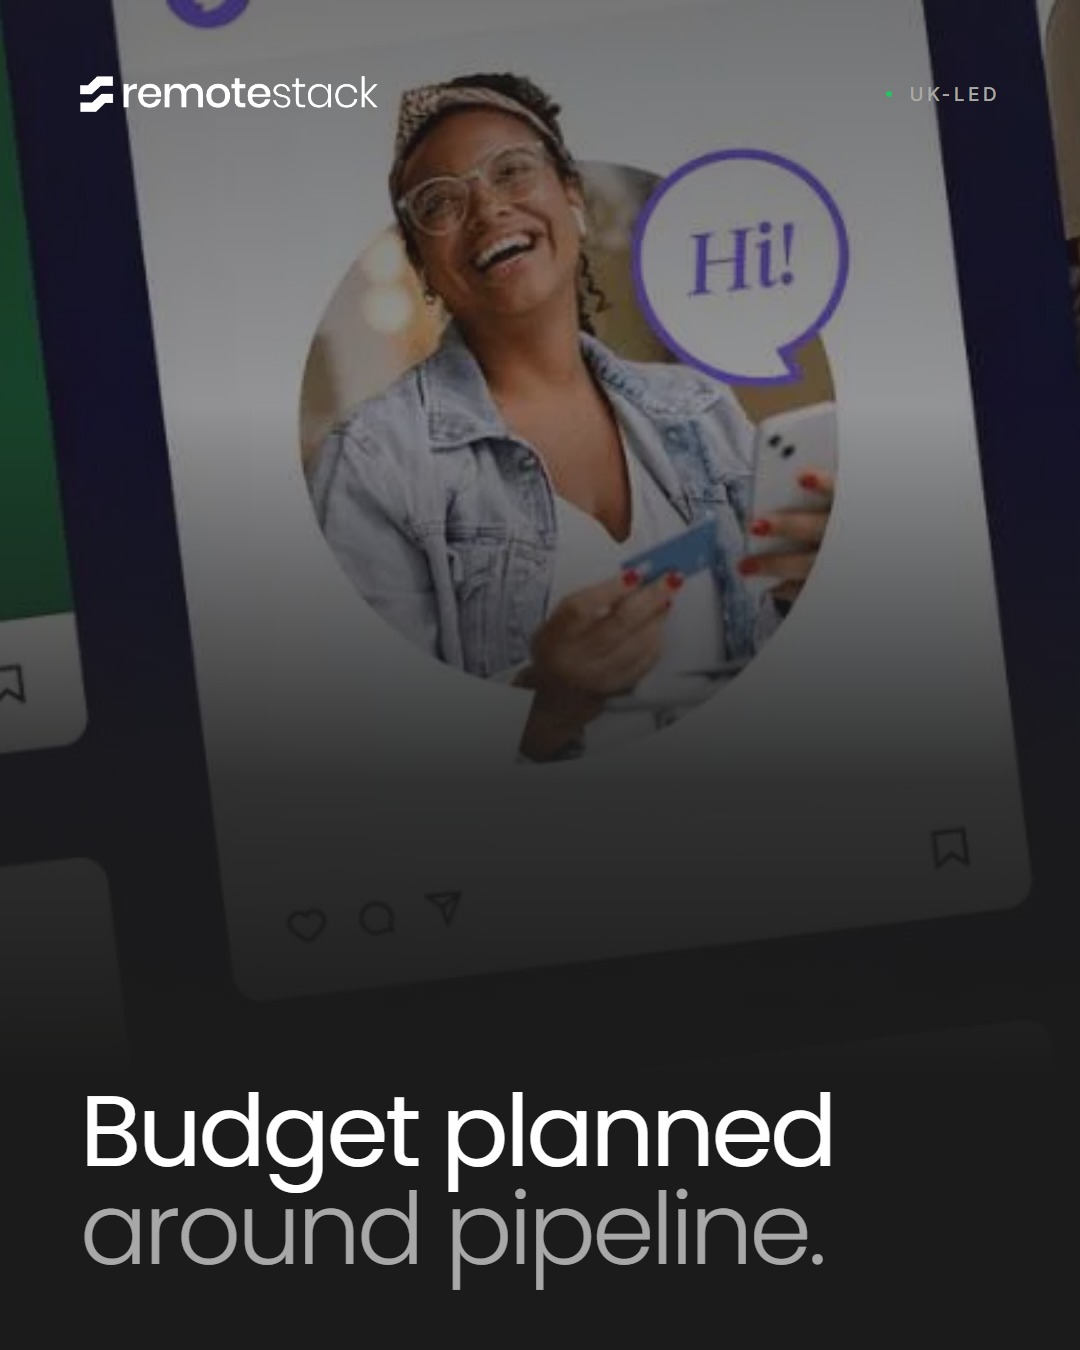 remotestack
UK-LED
Hi!
Budget planned
around pipeline.